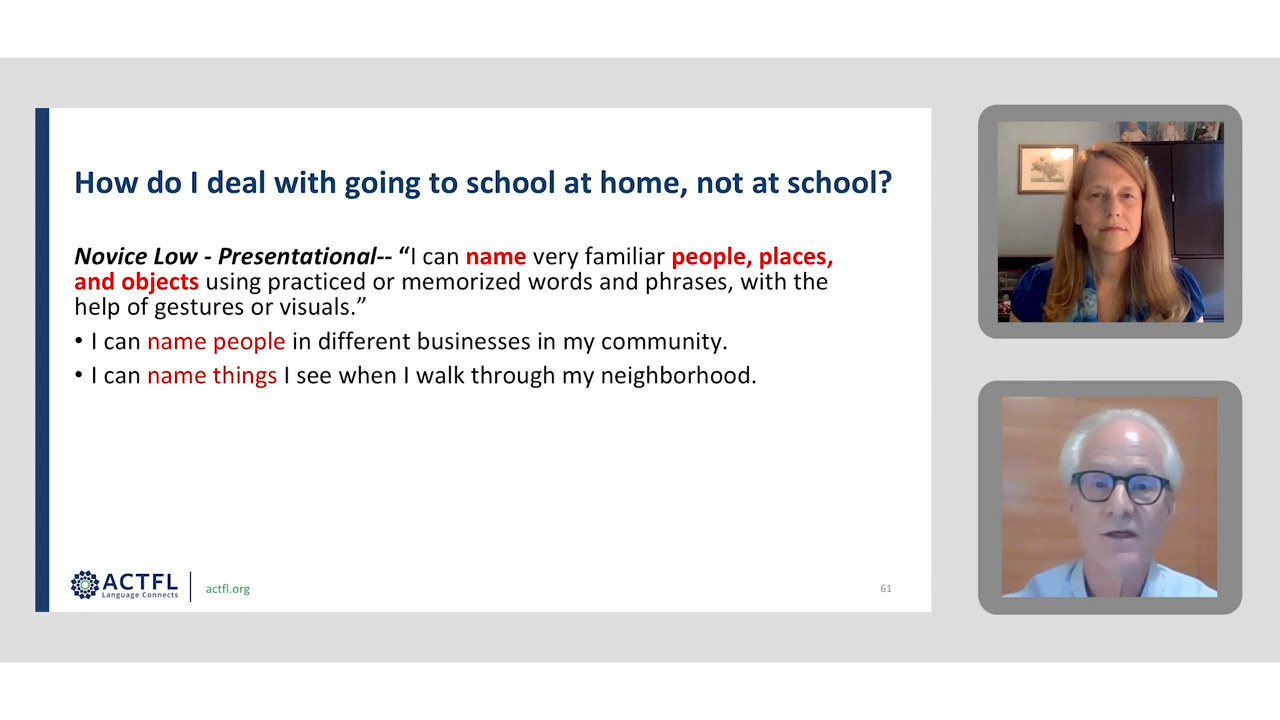 How do I deal with going to school at home, not at school?
Novice Low - Presentational-- “I can name very familiar people, places,
and objects using practiced or memorized words and phrases, with the
help of gestures or visuals.”
• I can name people in different businesses in my community.
• I can name things I see when I walk through my neighborhood.
ACTFL
Language Connects
actfl.org
61